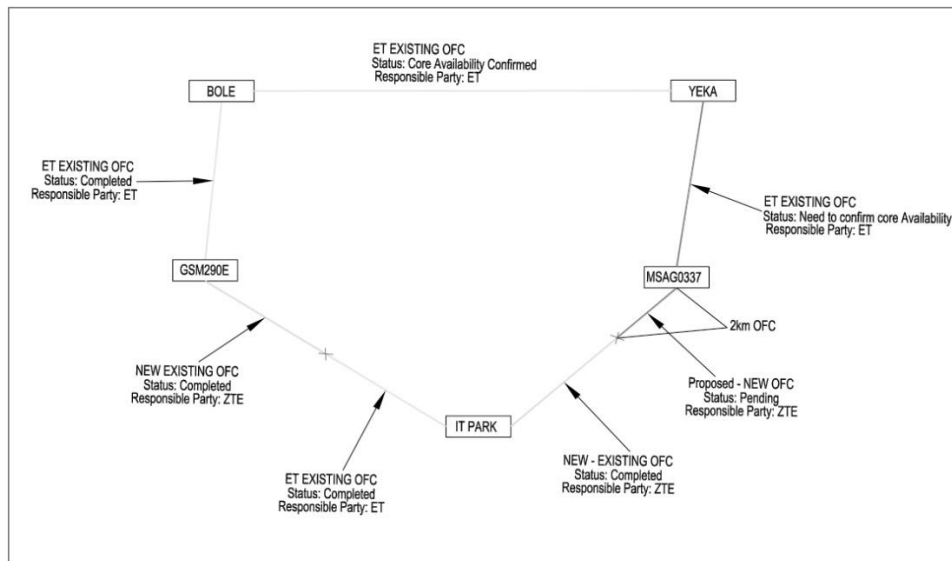 ET EXISTING OFC
Status: Core Availability Confirmed
Responsible Party: ET
BOLE
YEKA
ET EXISTING OFC
Status: Completed
Responsible Party: ET
ET EXISTING OFC
Status: Need to confirm core Availability
Responsible Party: ET
GSM290E
MSAG0337
2km OFC
NEW EXISTING OFC
Status: Completed
Responsible Party: ZTE
Proposed - NEW OFC
Status: Pending
Responsible Party: ZTE
IT PARK
ET EXISTING OFC
Status: Completed
Responsible Party: ET
NEW - EXISTING OFC
Status: Completed
Responsible Party: ZTE